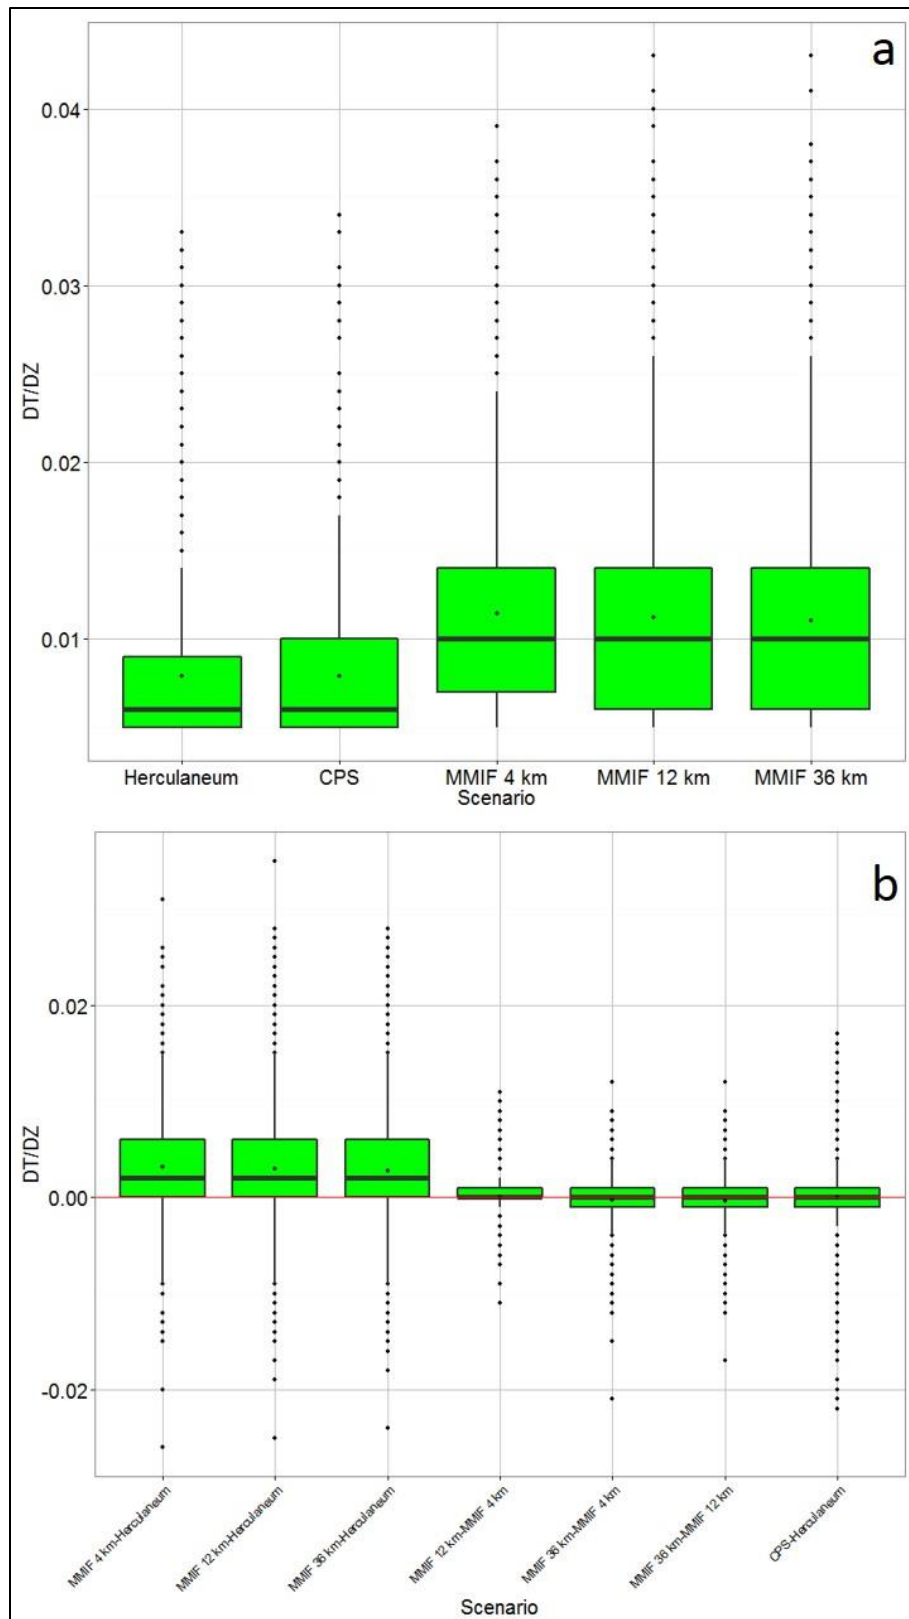 a
0.04
0.03
0.02
0.01
DT/DZ
Herculaneum CPS MMIF 4 km MMIF 12 km MMIF 36 km
Scenario
b
0.02
0.00
-0.02
DT/DZ
MMIF 4 km-Herculaneum
MMIF 12 km-Herculaneum
MMIF 36 km-Herculaneum
MMIF 12 km-MMIF 4 km
MMIF 36 km-MMIF 4 km
MMIF 36 km-MMIF 12 km
CPS-Herculaneum
Scenario